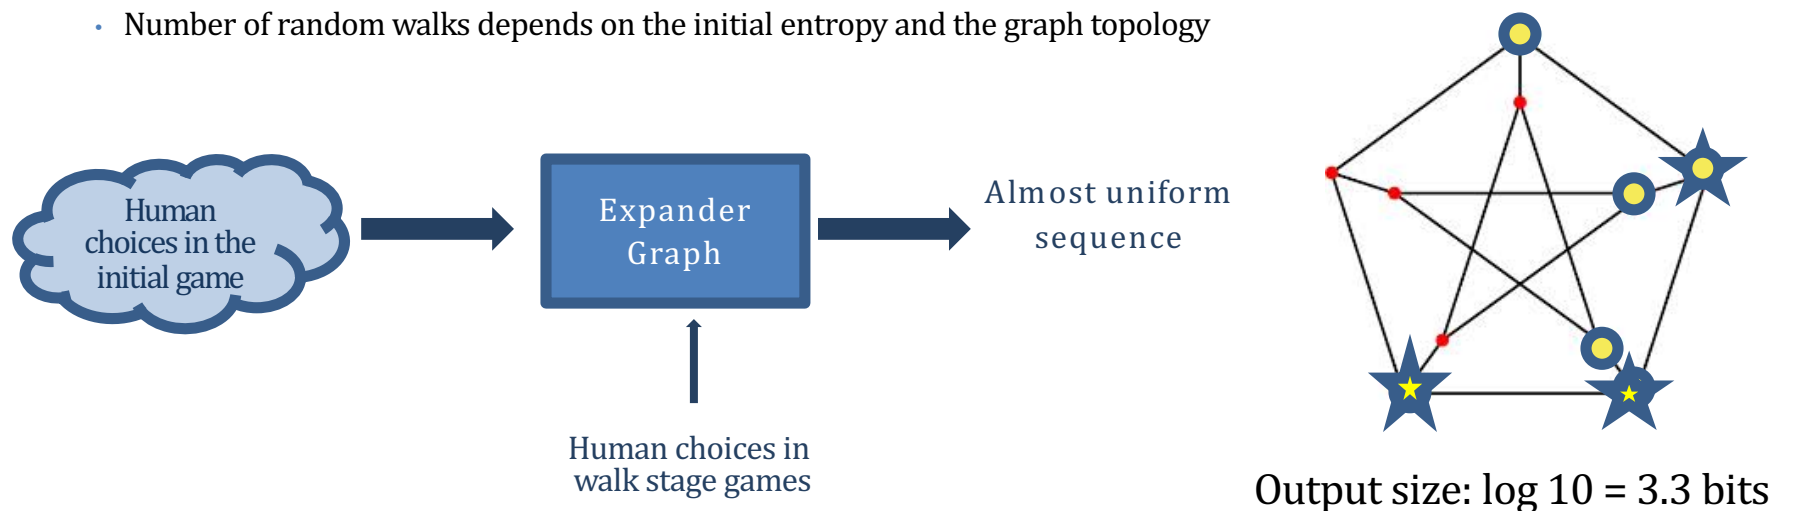 · Number of random walks depends on the initial entropy and the graph topology
Human
choices in the
initial game
Expander
Graph
Almost uniform
sequence
Human choices in
walk stage games
Output size: log 10 = 3.3 bits